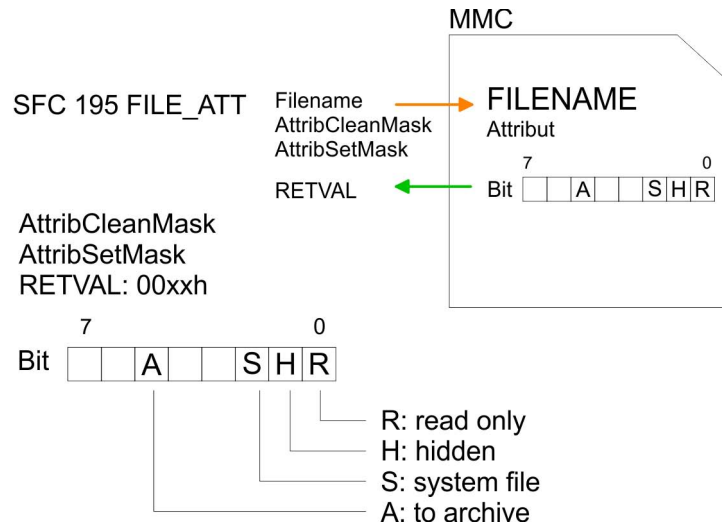 MMC
SFC 195 FILE_ATT
Filename
AttribCleanMask
AttribSetMask
RETVAL
FILENAME
Attribut
7 0
Bit A S H R
AttribCleanMask
AttribSetMask
RETVAL: 00xxh
7 0
Bit A S H R
R: read only
H: hidden
S: system file
A: to archive